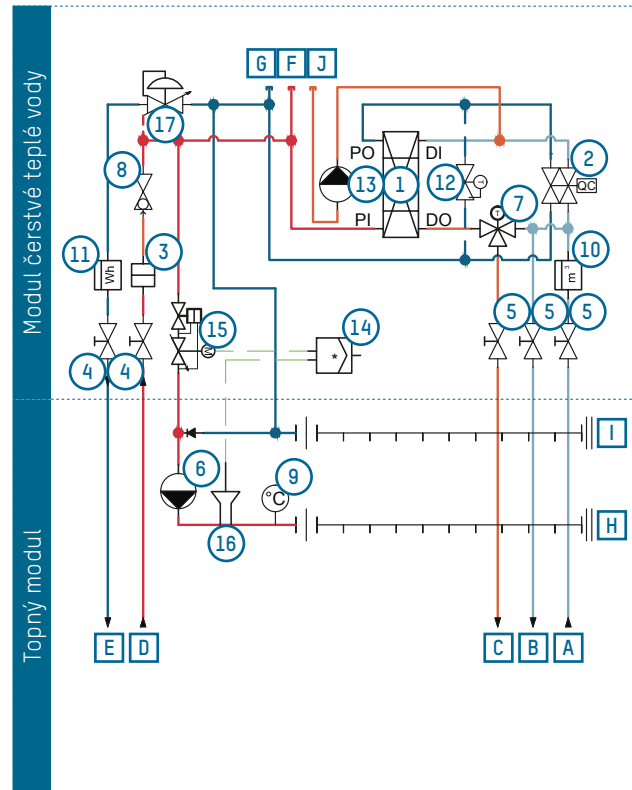 Modul čerstvé teplé vody
Topný modul
G F J
17
PO DI
2
8
QC
13 1 12 T
7
T
PI DO
11 3 10
Wh
m³
15 14
5 5 5
M
*
4 4
I
6 9
°C
H
16
E D C B A